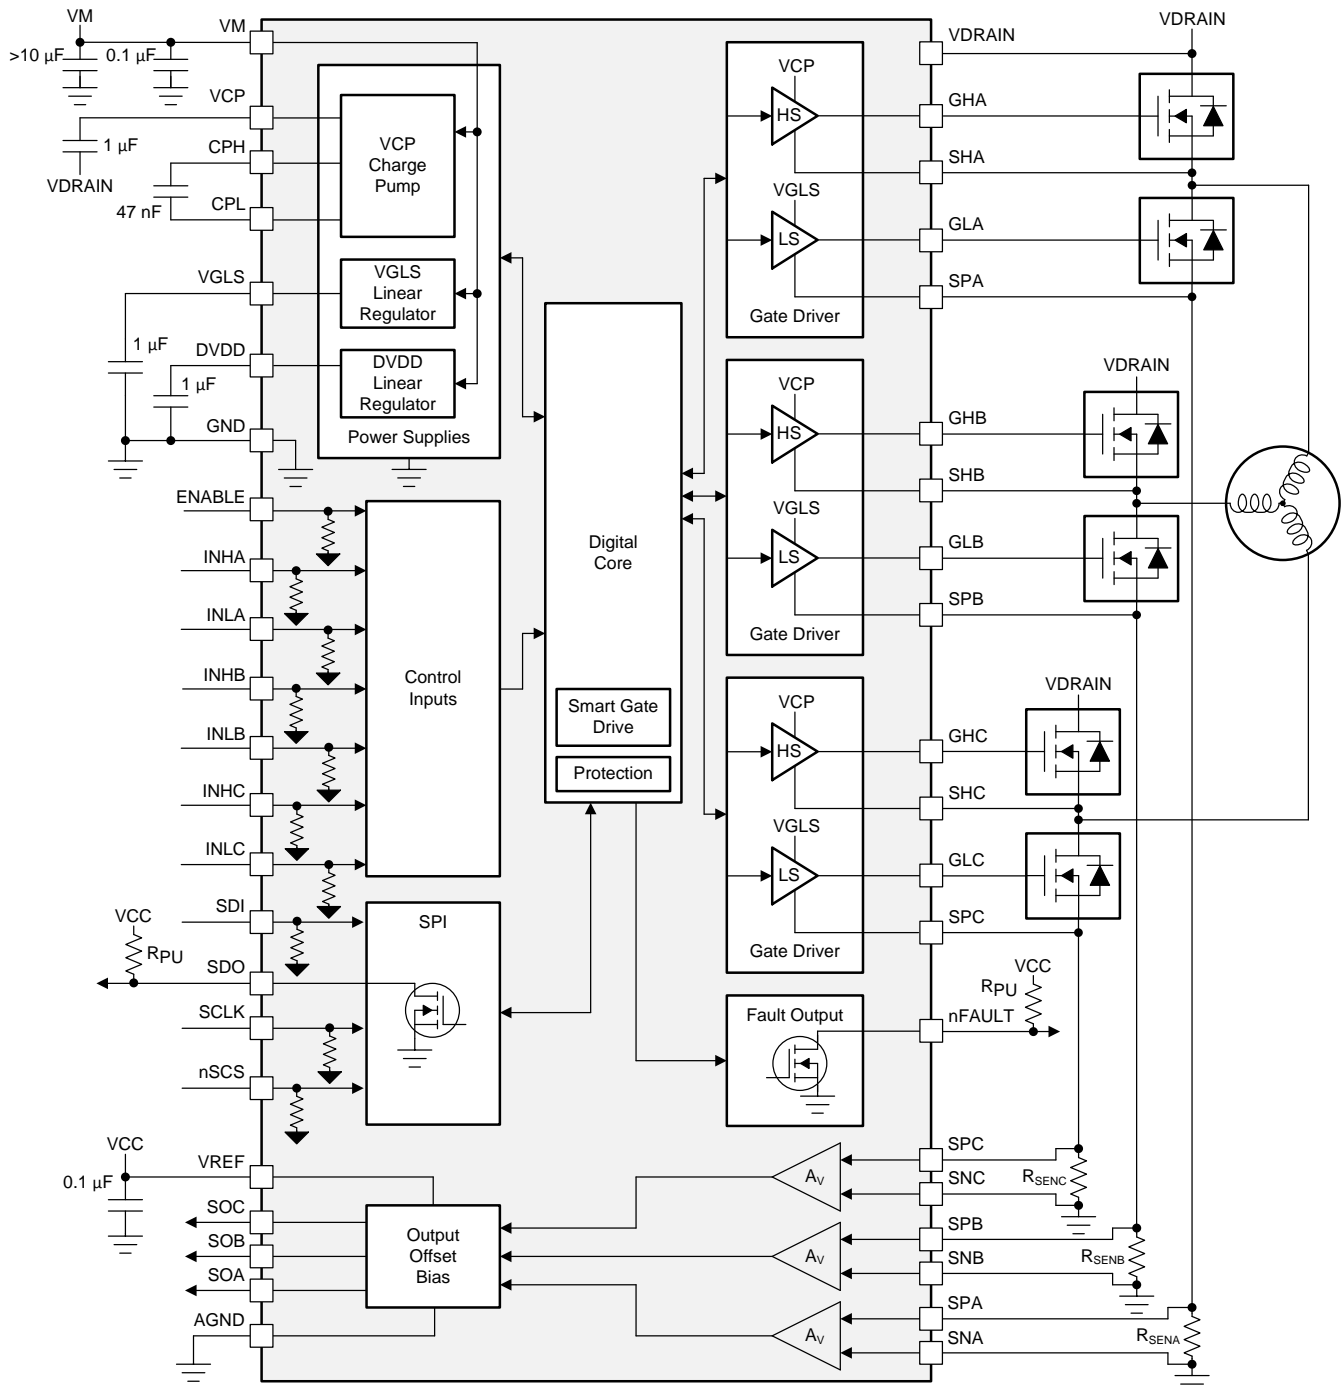 VM
>10 µF
0.1 µF
VM
VCP
1 µF
VDRAIN
CPH
47 nF
CPL
VGLS
1 µF
DVDD
1 µF
GND
VCP
Charge
Pump
VGLS
Linear
Regulator
DVDD
Linear
Regulator
Power Supplies
ENABLE
INHA
INLA
INHB
INLB
INHC
INLC
Control
Inputs
SDI
VCC
RPU
SDO
SCLK
nSCS
SPI
VCC
0.1 µF
VREF
SOC
SOB
SOA
AGND
Output
Offset
Bias
Digital
Core
Smart Gate
Drive
Protection
VCP
HS
VGLS
LS
Gate Driver
VCP
HS
VGLS
LS
Gate Driver
VCP
HS
VGLS
LS
Gate Driver
Fault Output
AV
AV
AV
VDRAIN
VDRAIN
GHA
SHA
GLA
SPA
VDRAIN
GHB
SHB
GLB
SPB
VDRAIN
GHC
SHC
GLC
SPC
VCC
RPU
nFAULT
SPC
SNC
RSENC
SPB
SNB
RSENB
SPA
SNA
RSENA